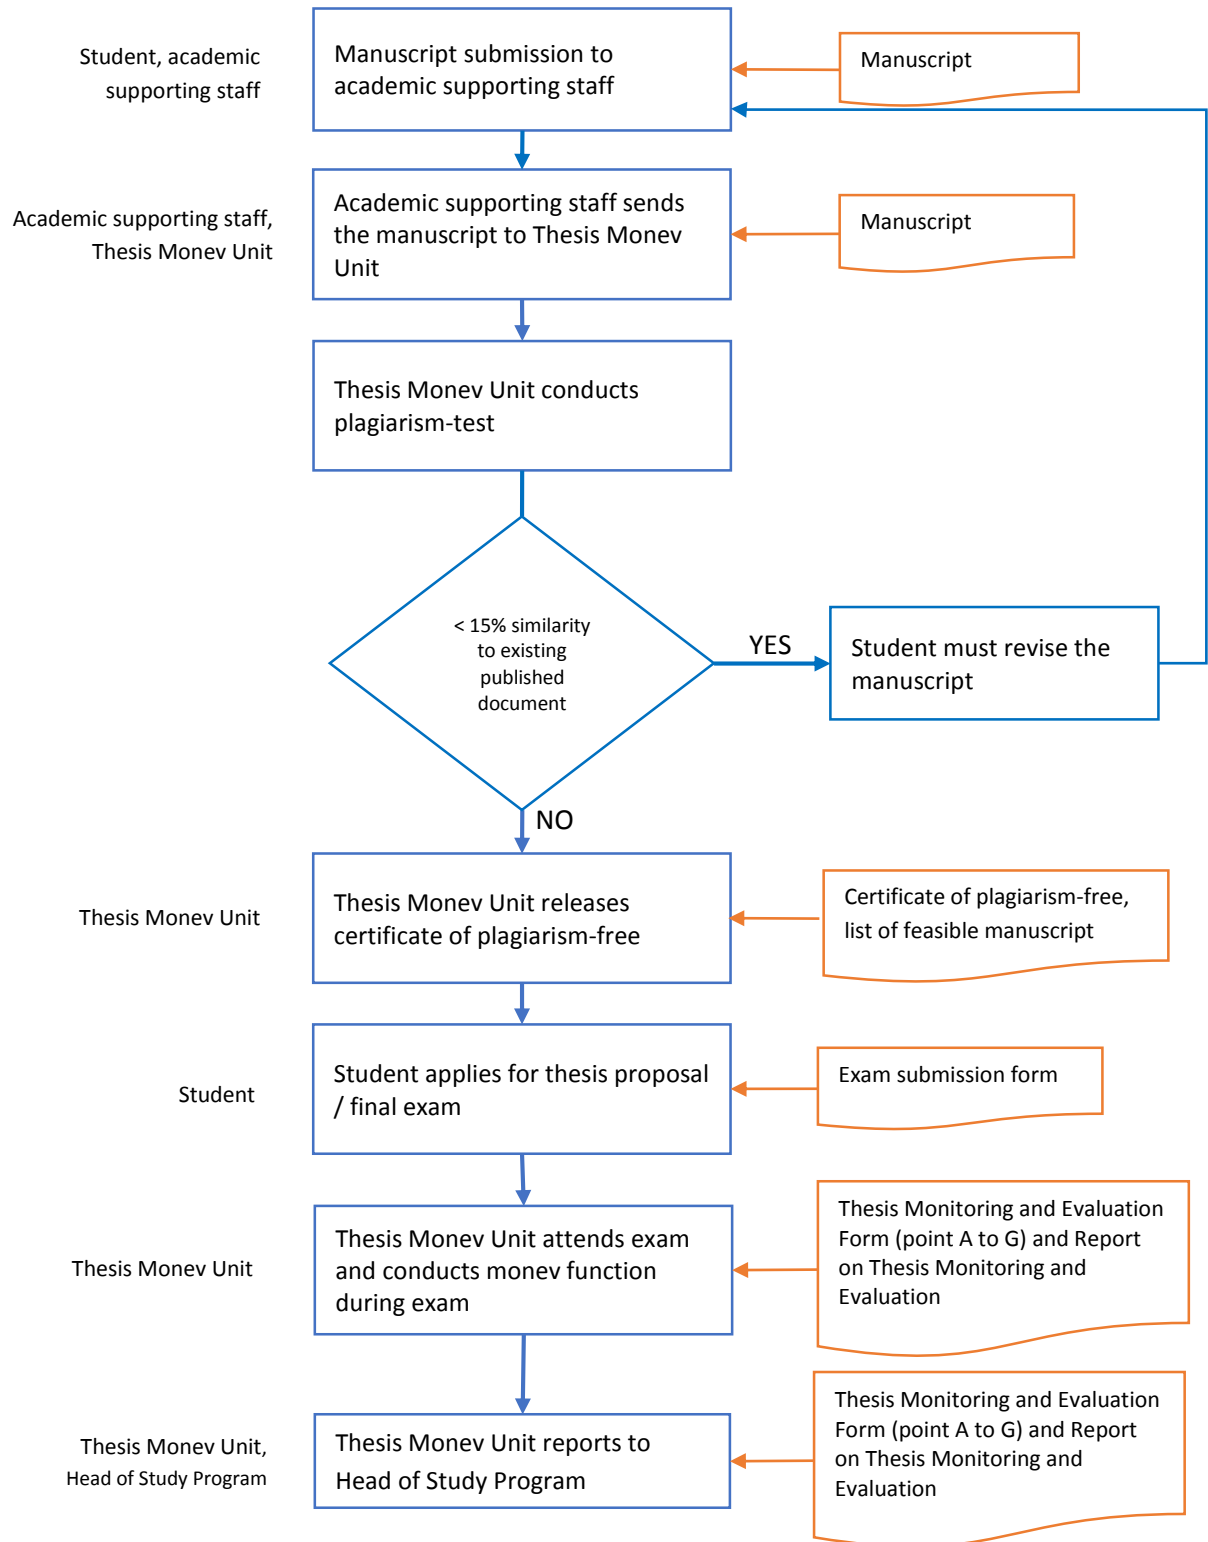 Student, academic
supporting staff
Manuscript submission to
academic supporting staff
Manuscript
Academic supporting staff,
Thesis Monev Unit
Academic supporting staff sends
the manuscript to Thesis Monev
Unit
Manuscript
Thesis Monev Unit conducts
plagiarism-test
< 15% similarity
to existing
published
document
YES
Student must revise the
manuscript
NO
Thesis Monev Unit
Thesis Monev Unit releases
certificate of plagiarism-free
Certificate of plagiarism-free,
list of feasible manuscript
Student
Student applies for thesis proposal
/ final exam
Exam submission form
Thesis Monev Unit
Thesis Monev Unit attends exam
and conducts monev function
during exam
Thesis Monitoring and Evaluation
Form (point A to G) and Report
on Thesis Monitoring and
Evaluation
Thesis Monev Unit,
Head of Study Program
Thesis Monev Unit reports to
Head of Study Program
Thesis Monitoring and Evaluation
Form (point A to G) and Report
on Thesis Monitoring and
Evaluation